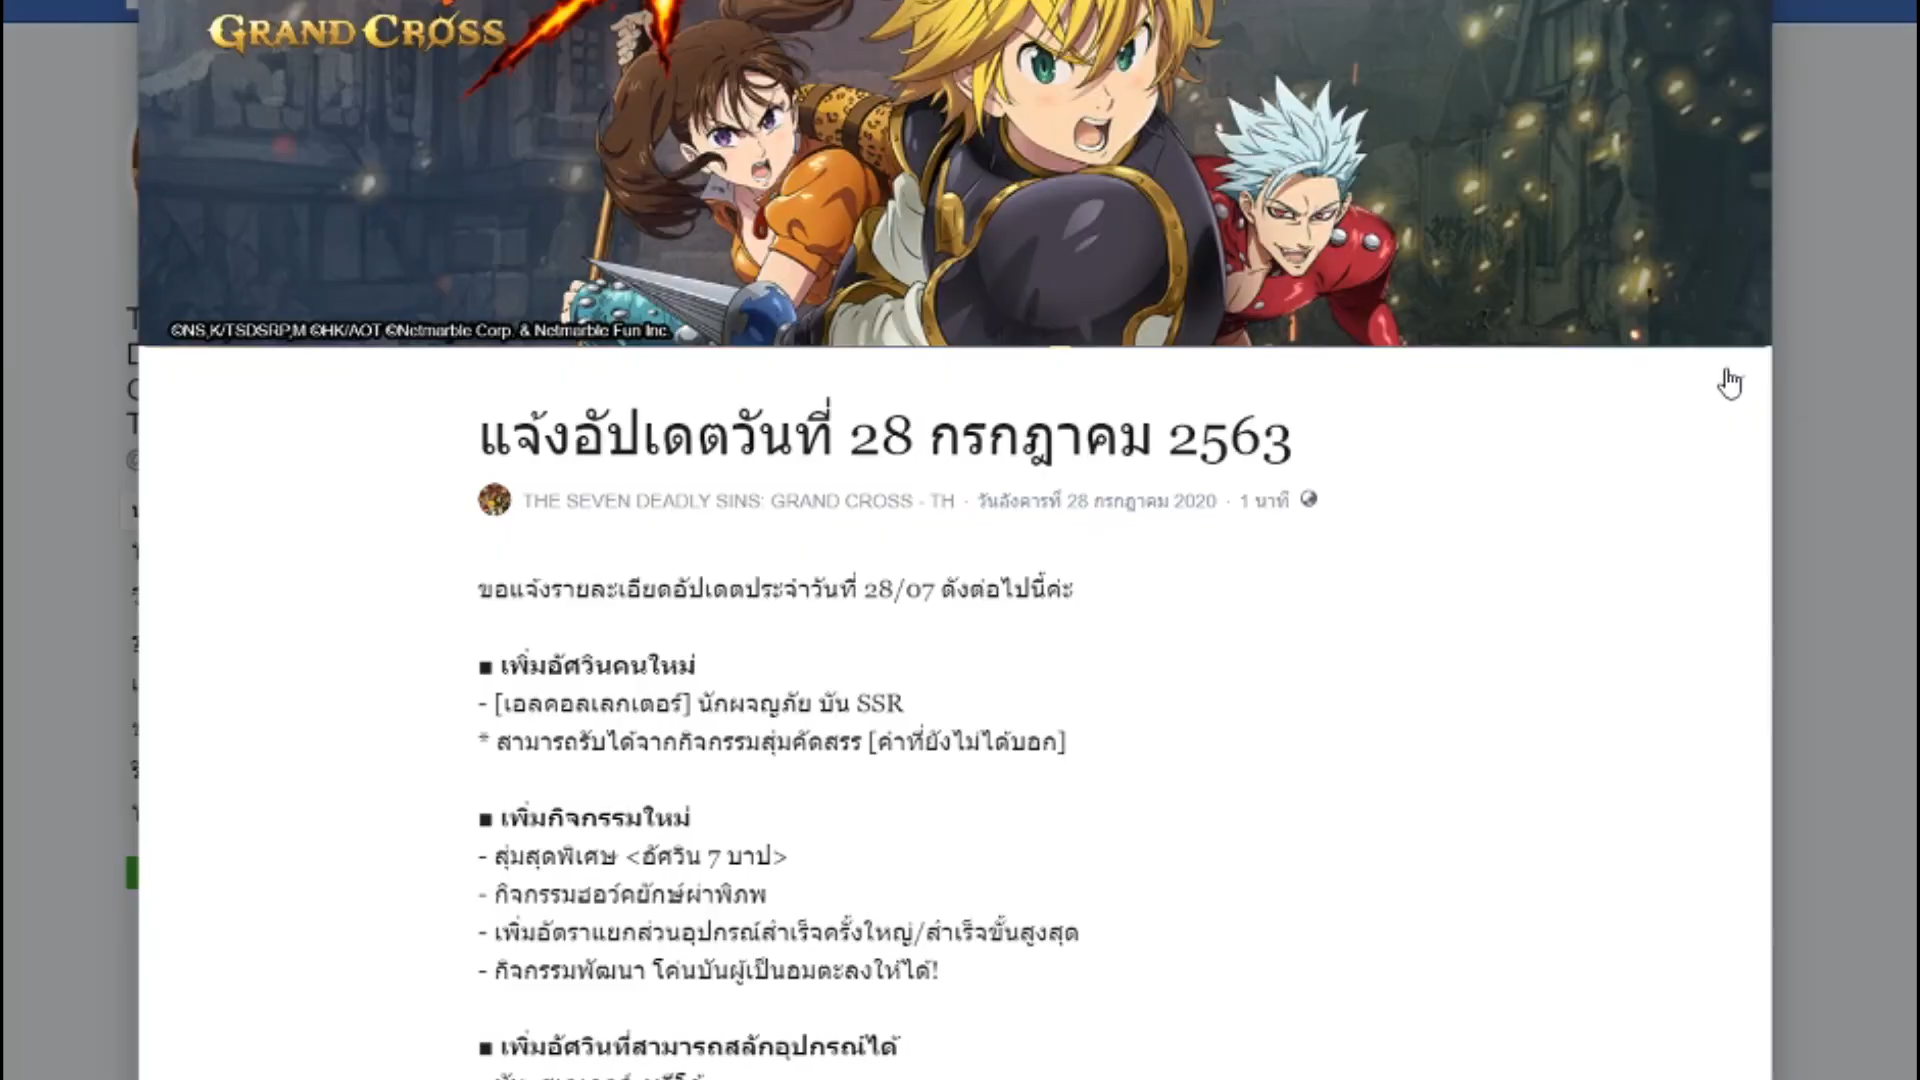 GRAND CROSS
©NS,K/TSDSRP,M ©HK/AOT ©Netmarble Corp. & Netmarble Fun Inc.
แจ้งอัปเดตวันที่ 28 กรกฎาคม 2563
THE SEVEN DEADLY SINS: GRAND CROSS - TH · วันอังคารที่ 28 กรกฎาคม 2020 · 1 นาที
ขอแจ้งรายละเอียดอัปเดตประจำวันที่ 28/07 ดังต่อไปนี้ค่ะ
■ เพิ่มอัศวินคนใหม่
- [เอลคอลเลกเตอร์] นักผจญภัย บัน SSR
* สามารถรับได้จากกิจกรรมสุ่มคัดสรร [คำที่ยังไม่ได้บอก]
■ เพิ่มกิจกรรมใหม่
- สุ่มสุดพิเศษ <อัศวิน 7 บาป>
- กิจกรรมฮอว์คยักษ์ผ่าพิภพ
- เพิ่มอัตราแยกส่วนอุปกรณ์สำเร็จครั้งใหญ่/สำเร็จขั้นสูงสุด
- กิจกรรมพัฒนา โค่นบันผู้เป็นอมตะลงให้ได้!
■ เพิ่มอัศวินที่สามารถสลักอุปกรณ์ได้